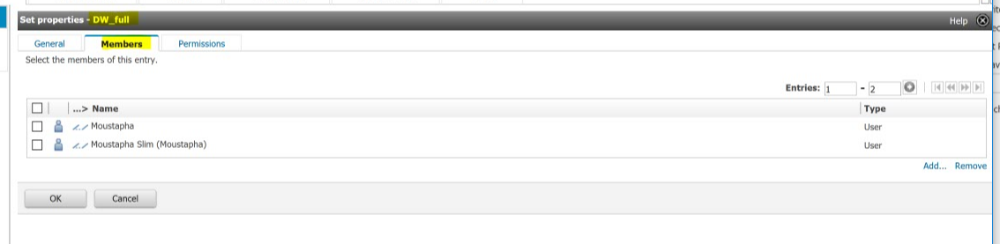 Set properties - DW_full
Help
General Members Permissions
Select the members of this entry.
Entries: 1 - 2
...> Name Type
Moustapha User
Moustapha Slim (Moustapha) User
Add... Remove
OK Cancel